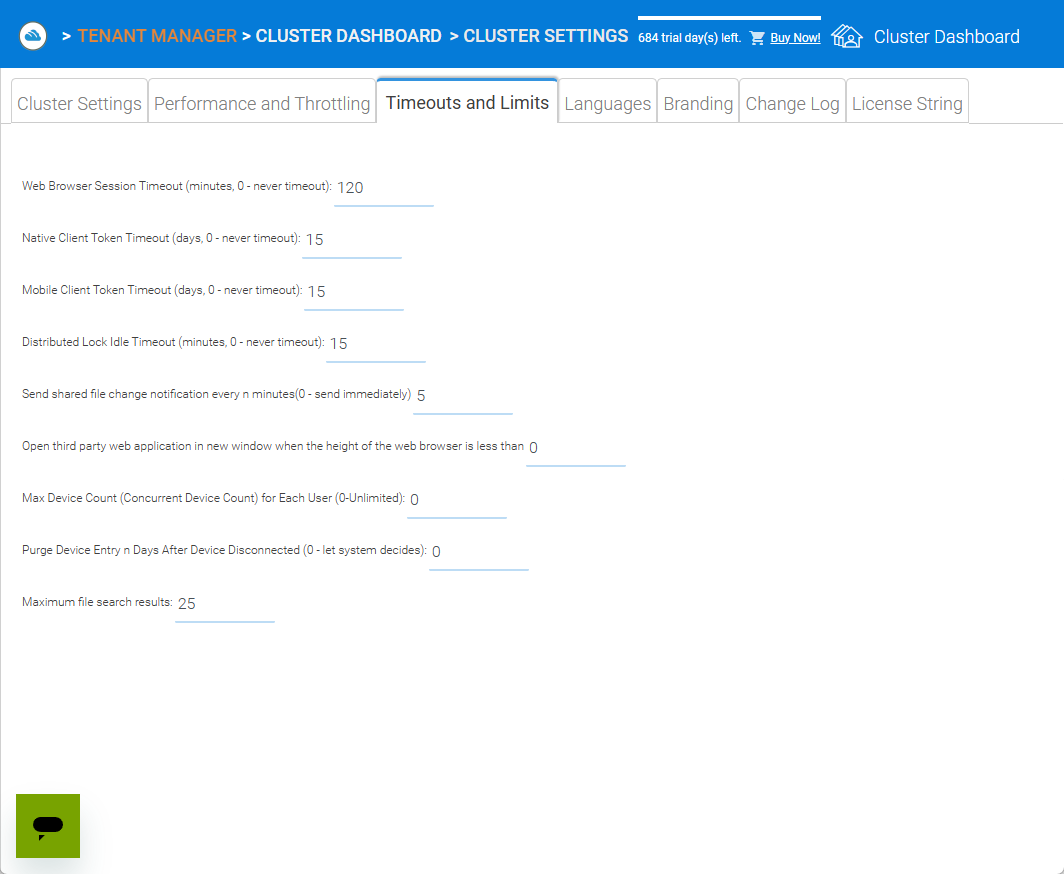 > TENANT MANAGER > CLUSTER DASHBOARD > CLUSTER SETTINGS 684 trial day(s) left. Buy Now! Cluster Dashboard
Cluster Settings Performance and Throttling Timeouts and Limits Languages Branding Change Log License String
Web Browser Session Timeout (minutes, 0 - never timeout): 120
Native Client Token Timeout (days, 0 - never timeout): 15
Mobile Client Token Timeout (days, 0 - never timeout): 15
Distributed Lock Idle Timeout (minutes, 0 - never timeout): 15
Send shared file change notification every n minutes(0 - send immediately) 5
Open third party web application in new window when the height of the web browser is less than 0
Max Device Count (Concurrent Device Count) for Each User (0-Unlimited): 0
Purge Device Entry n Days After Device Disconnected (0 - let system decides): 0
Maximum file search results: 25